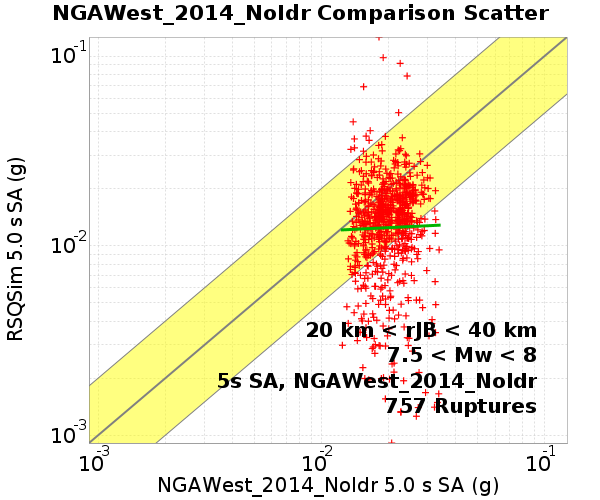 NGAWest_2014_NoIdr Comparison Scatter
RSQSim 5.0 s SA (g)
10-1
10-2
10-3
20 km < rJB < 40 km
7.5 < Mw < 8
5s SA, NGAWest_2014_NoIdr
757 Ruptures
10-3 10-2 10-1
NGAWest_2014_NoIdr 5.0 s SA (g)